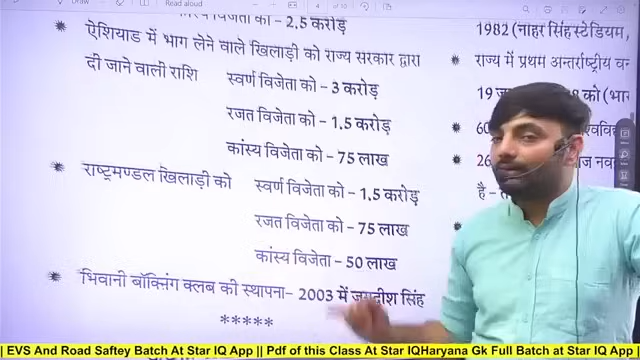 Read aloud
को - 2.5 करोड़
ऐशियाड में भाग लेने वाले खिलाड़ी को राज्य सरकार द्वारा
दी जाने वाली राशि
स्वर्ण विजेता को - 3 करोड़
रजत विजेता को - 1.5 करोड़
कांस्य विजेता को - 75 लाख
राष्ट्रमण्डल खिलाड़ी को स्वर्ण विजेता को - 1.5 करोड़
रजत विजेता को - 75 लाख
कांस्य विजेता - 50 लाख
भिवानी बॉक्सिंग क्लब की स्थापना- 2003 में जगदीश सिंह
*****
1982 (नाहर सिंह स्टेडियम,
राज्य में प्रथम अन्तर्राष्ट्रीय
19
है -
| EVS And Road Saftey Batch At Star IQ App || Pdf of this Class At Star IQHaryana Gk Full Batch at Star IQ App